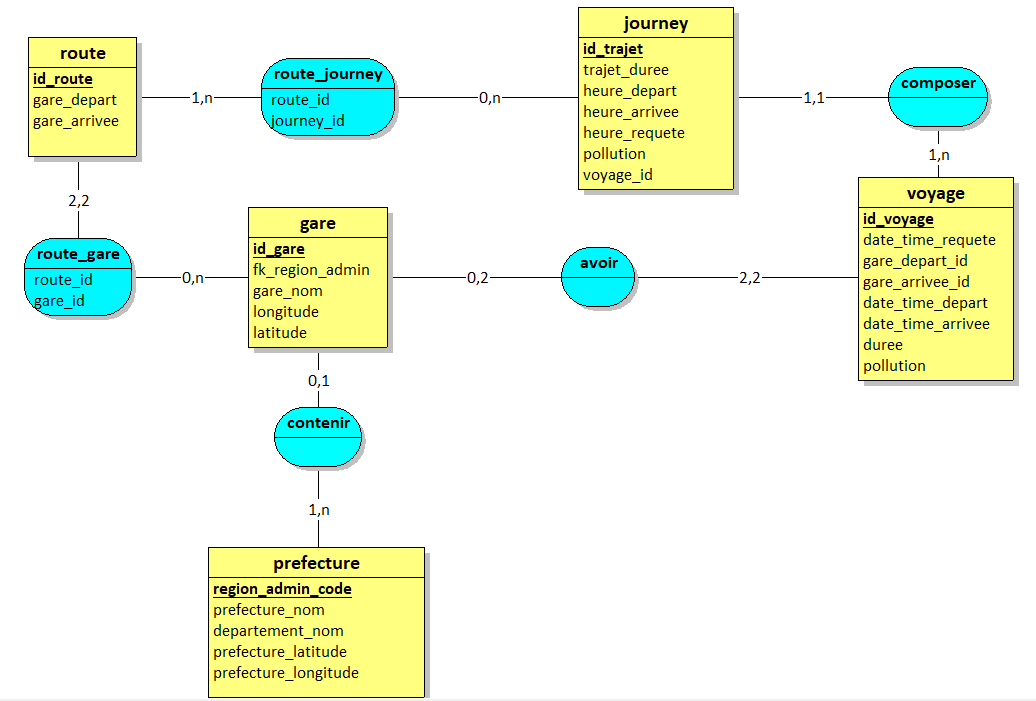 route
id_route
gare_depart
gare_arrivee
1,n
route_journey
route_id
journey_id
0,n
journey
id_trajet
trajet_duree
heure_depart
heure_arrivee
heure_requete
pollution
voyage_id
1,1
composer
1,n
voyage
id_voyage
date_time_requete
gare_depart_id
gare_arrivee_id
date_time_depart
date_time_arrivee
duree
pollution
2,2
route_gare
route_id
gare_id
0,n
gare
id_gare
fk_region_admin
gare_nom
longitude
latitude
0,2
avoir
2,2
0,1
contenir
1,n
prefecture
region_admin_code
prefecture_nom
departement_nom
prefecture_latitude
prefecture_longitude